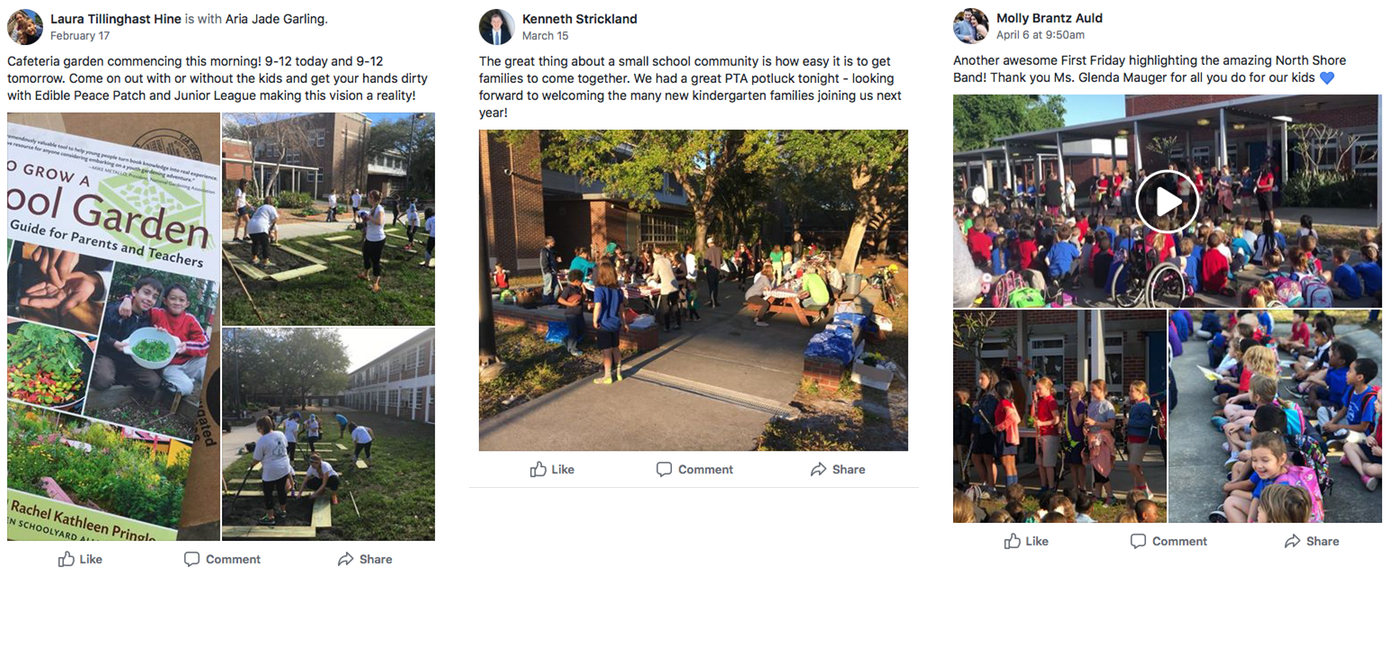 Laura Tillinghast Hine is with Aria Jade Garling.
February 17
Cafeteria garden commencing this morning! 9-12 today and 9-12
tomorrow. Come on out with or without the kids and get your hands dirty
with Edible Peace Patch and Junior League making this vision a reality!
O GROW A
ool Garden
Guide for Parents and Teachers
Rachel Kathleen Pringle
N SCHOOLYARD
Like Comment Share
Kenneth Strickland
March 15
The great thing about a small school community is how easy it is to get
families to come together. We had a great PTA potluck tonight - looking
forward to welcoming the many new kindergarten families joining us next
year!
Like Comment Share
Molly Brantz Auld
April 6 at 9:50am
Another awesome First Friday highlighting the amazing North Shore
Band! Thank you Ms. Glenda Mauger for all you do for our kids 💙
Like Comment Share